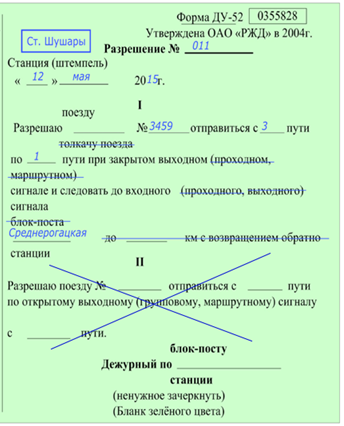 Форма ДУ-52 0355828
Утверждена ОАО «РЖД» в 2004г.
Ст. Шушары
Разрешение № 011
Станция (штемпель)
« 12 » мая 2015г.
I
поезду
Разрешаю № 3459 отправиться с 3 пути
толкачу поезда
по 1 пути при закрытом выходном (проходном,
маршрутном)
сигнале и следовать до входного (проходного, выходного)
сигнала
блок-поста
Среднерогацкая до км с возвращением обратно
станции
II
Разрешаю поезду № отправиться с пути
по открытому выходному (групповому, маршрутному) сигналу
с пути.
блок-посту
Дежурный по
станции
(ненужное зачеркнуть)
(Бланк зелёного цвета)